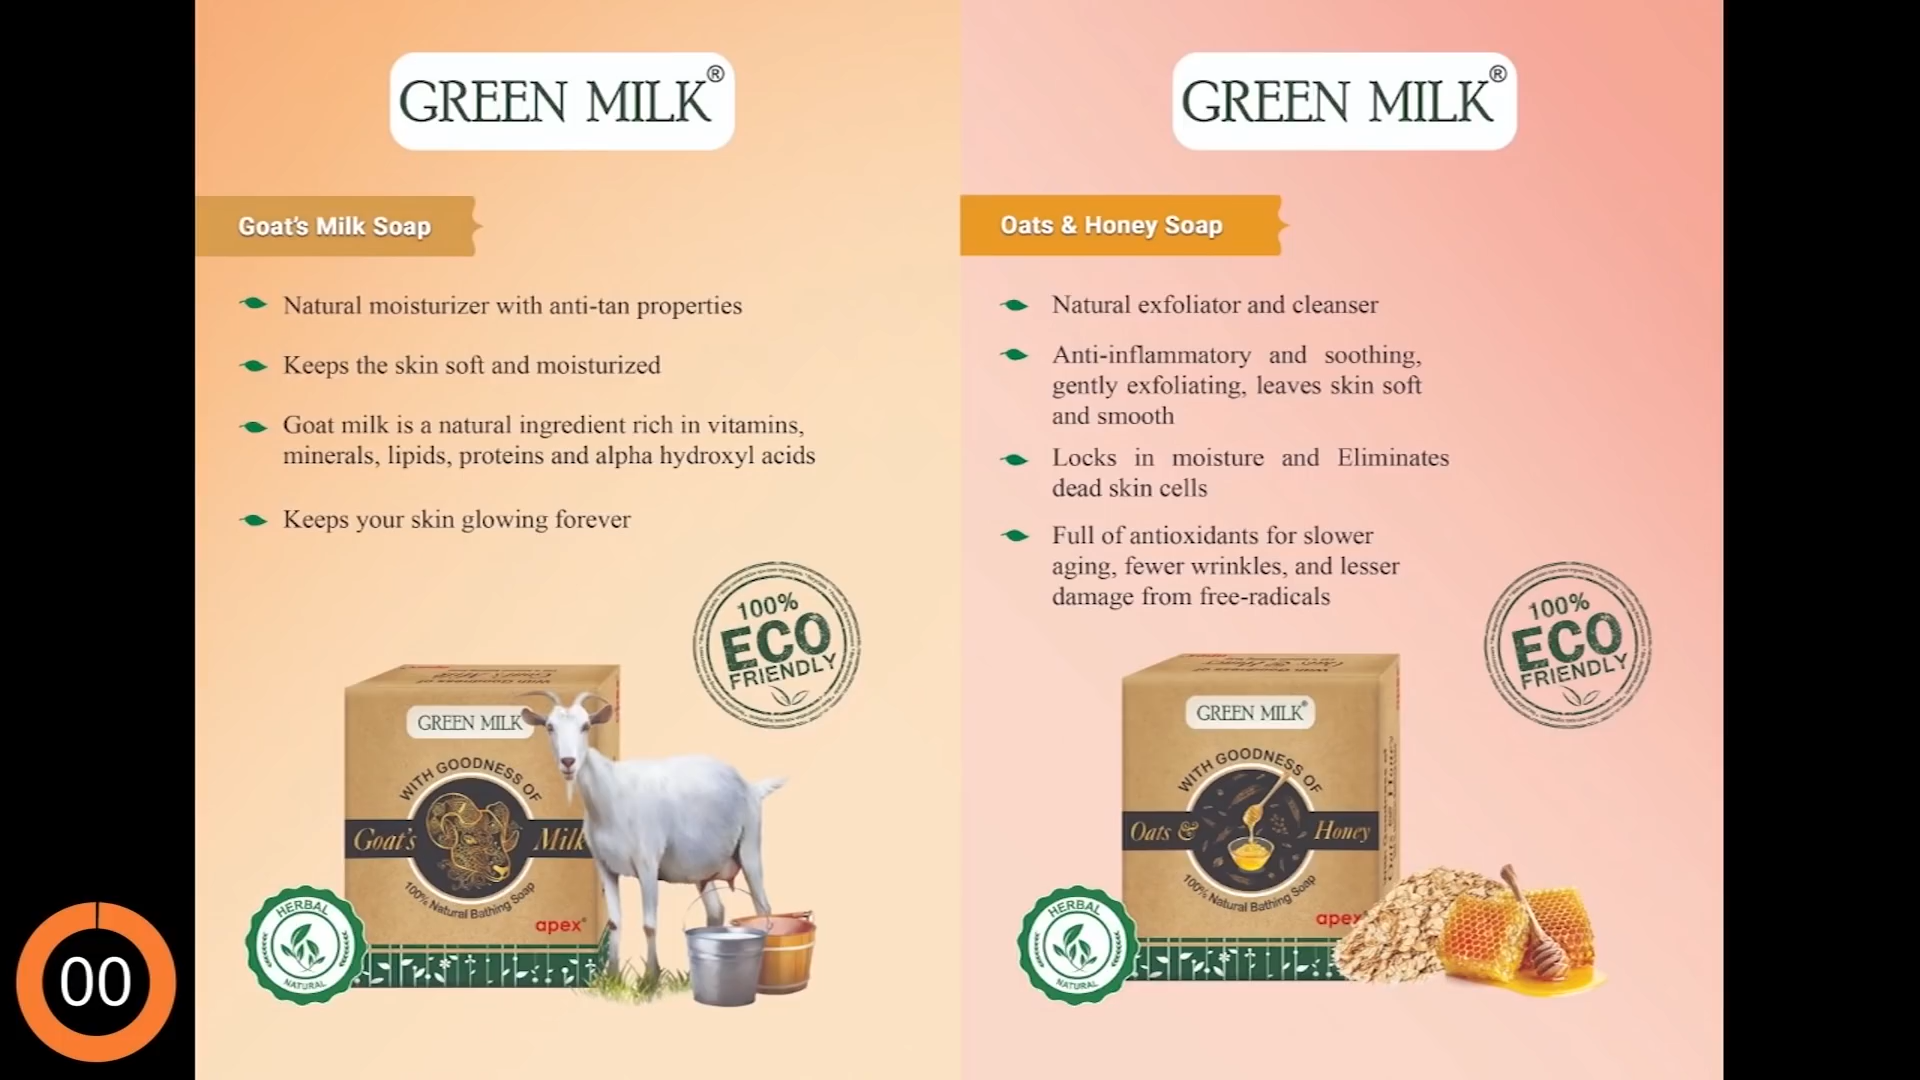 GREEN MILK®
Goat's Milk Soap
Natural moisturizer with anti-tan properties
Keeps the skin soft and moisturized
Goat milk is a natural ingredient rich in vitamins,
minerals, lipids, proteins and alpha hydroxyl acids
Keeps your skin glowing forever
100%
ECO
FRIENDLY
GREEN MILK
WITH GOODNESS OF
Goat's Milk
100% Natural Bathing Soap
apex®
HERBAL
NATURAL
00
GREEN MILK®
Oats & Honey Soap
Natural exfoliator and cleanser
Anti-inflammatory and soothing,
gently exfoliating, leaves skin soft
and smooth
Locks in moisture and Eliminates
dead skin cells
Full of antioxidants for slower
aging, fewer wrinkles, and lesser
damage from free-radicals
100%
ECO
FRIENDLY
GREEN MILK®
WITH GOODNESS OF
Oats & Honey
100% Natural Bathing Soap
apex
HERBAL
NATURAL